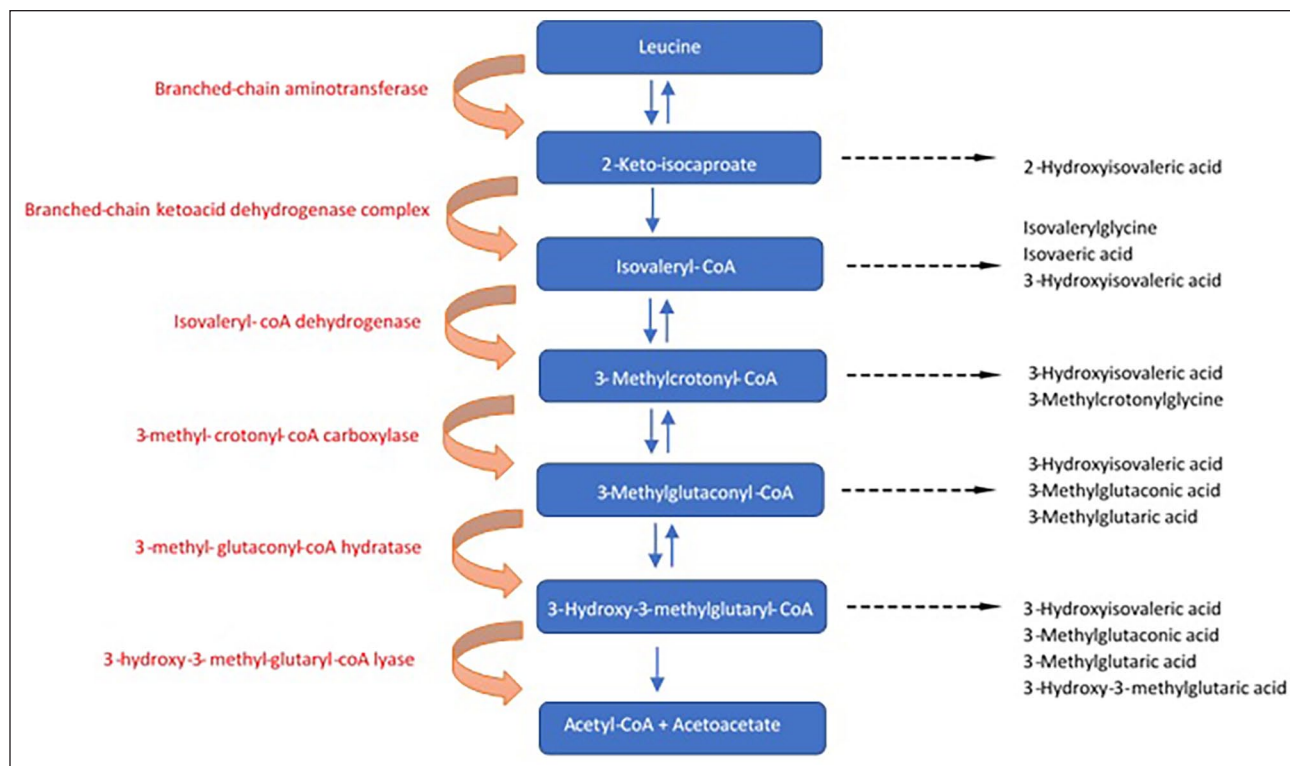 Leucine
Branched-chain aminotransferase
2-Keto-isocaproate
2-Hydroxyisovaleric acid
Branched-chain ketoacid dehydrogenase complex
Isovaleryl-CoA
Isovalerylglycine
Isovaeric acid
3-Hydroxyisovaleric acid
Isovaleryl-coA dehydrogenase
3-Methylcrotonyl-CoA
3-Hydroxyisovaleric acid
3-Methylcrotonylglycine
3-methyl-crotonyl-coA carboxylase
3-Methylglutaconyl-CoA
3-Hydroxyisovaleric acid
3-Methylglutaconic acid
3-Methylglutaric acid
3-methyl-glutaconyl-coA hydratase
3-Hydroxy-3-methylglutaryl-CoA
3-Hydroxyisovaleric acid
3-Methylglutaconic acid
3-Methylglutaric acid
3-Hydroxy-3-methylglutaric acid
3-hydroxy-3-methyl-glutaryl-coA lyase
Acetyl-CoA + Acetoacetate